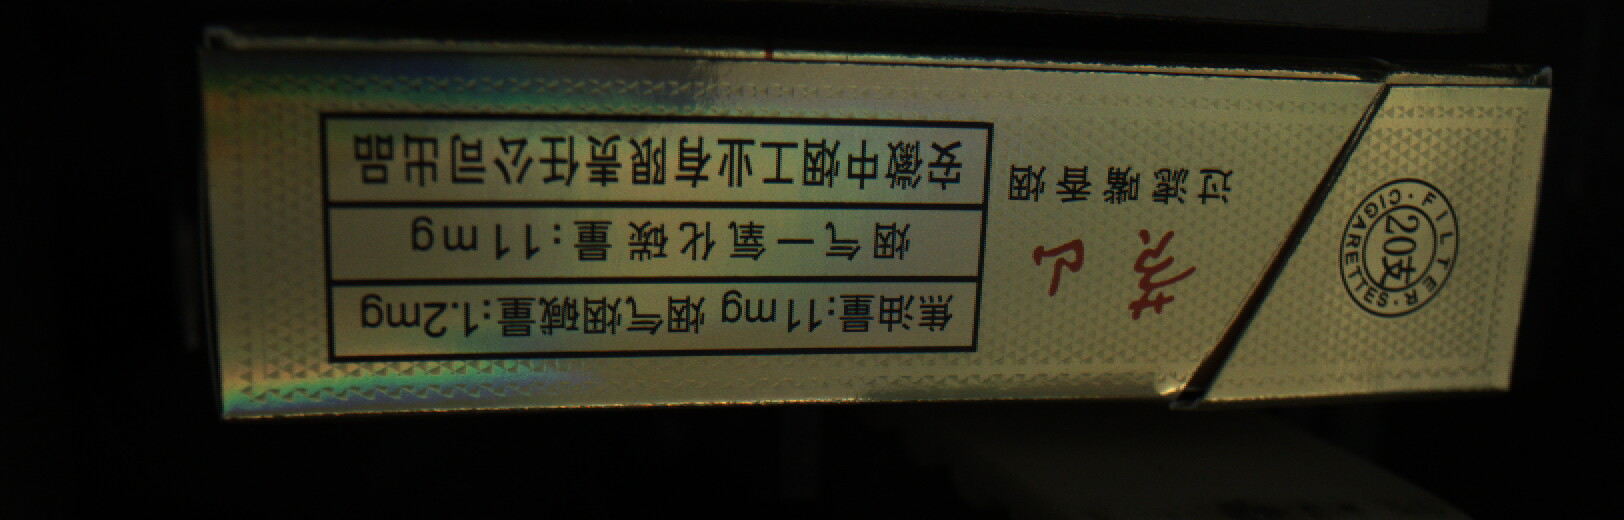 FILTER · CIGARETTES ·
20支
黄山
过滤嘴香烟
焦油量:11mg 烟气烟碱量:1.2mg
烟气一氧化碳量:11mg
安徽中烟工业有限责任公司出品